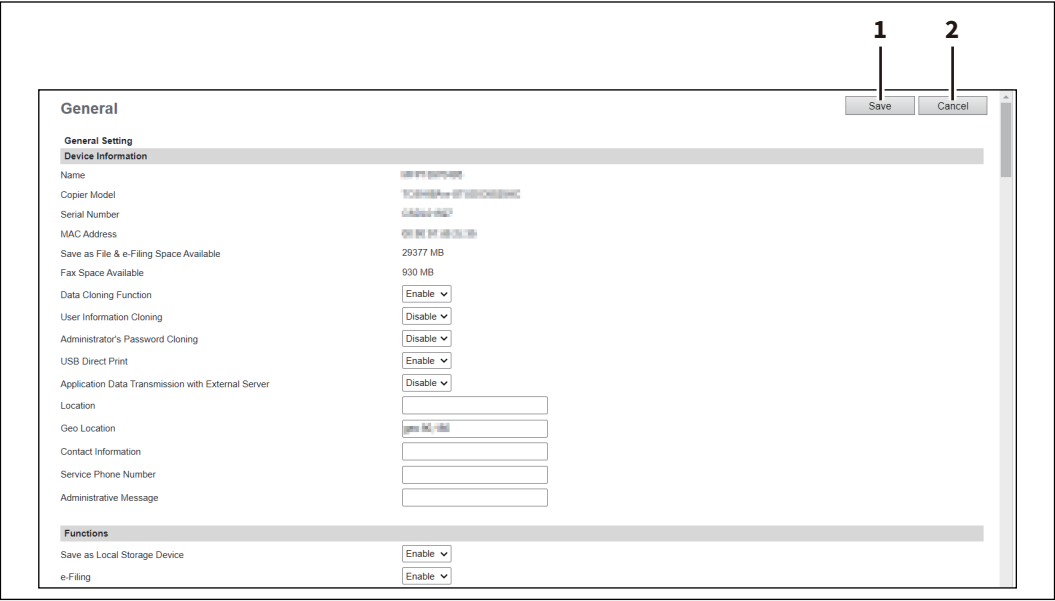 1 2
General Save Cancel
General Setting
Device Information
Name
Copier Model
Serial Number
MAC Address
Save as File & e-Filing Space Available 29377 MB
Fax Space Available 930 MB
Data Cloning Function Enable
User Information Cloning Disable
Administrator's Password Cloning Disable
USB Direct Print Enable
Application Data Transmission with External Server Disable
Location
Geo Location
Contact Information
Service Phone Number
Administrative Message
Functions
Save as Local Storage Device Enable
e-Filing Enable